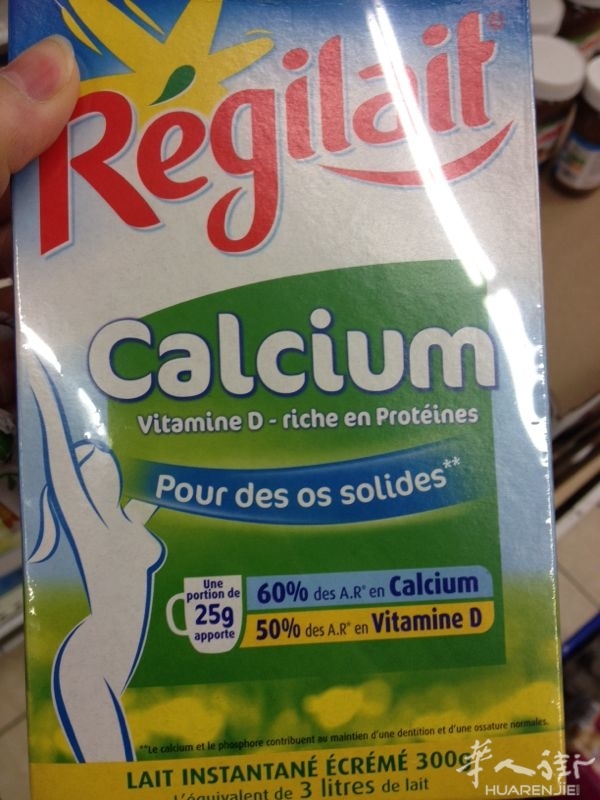 Régilait
Calcium
Vitamine D - riche en Protéines
Pour des os solides**
Une
portion de
25g
apporte
60% des A.R* en Calcium
50% des A.R* en Vitamine D
**Le calcium et le phosphore contribuent au maintien d'une dentition et d'une ossature normales.
LAIT INSTANTANÉ ÉCRÉMÉ 300g
L'équivalent de 3 litres de lait
华人街
HUARENJIE